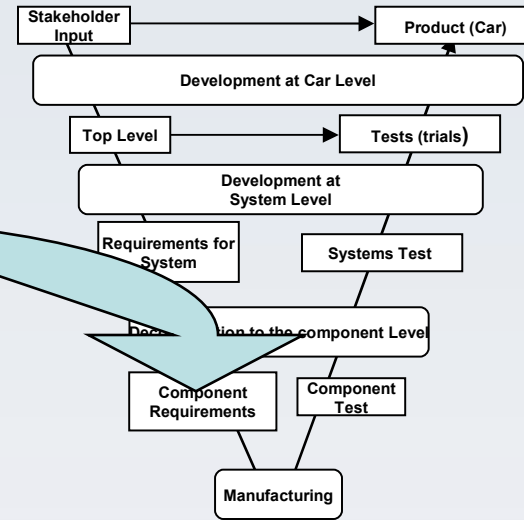 Stakeholder
Input
Product (Car)
Development at Car Level
Top Level
Tests (trials)
Development at
System Level
Requirements for
System
Systems Test
to the component Level
Component
Requirements
Component
Test
Manufacturing